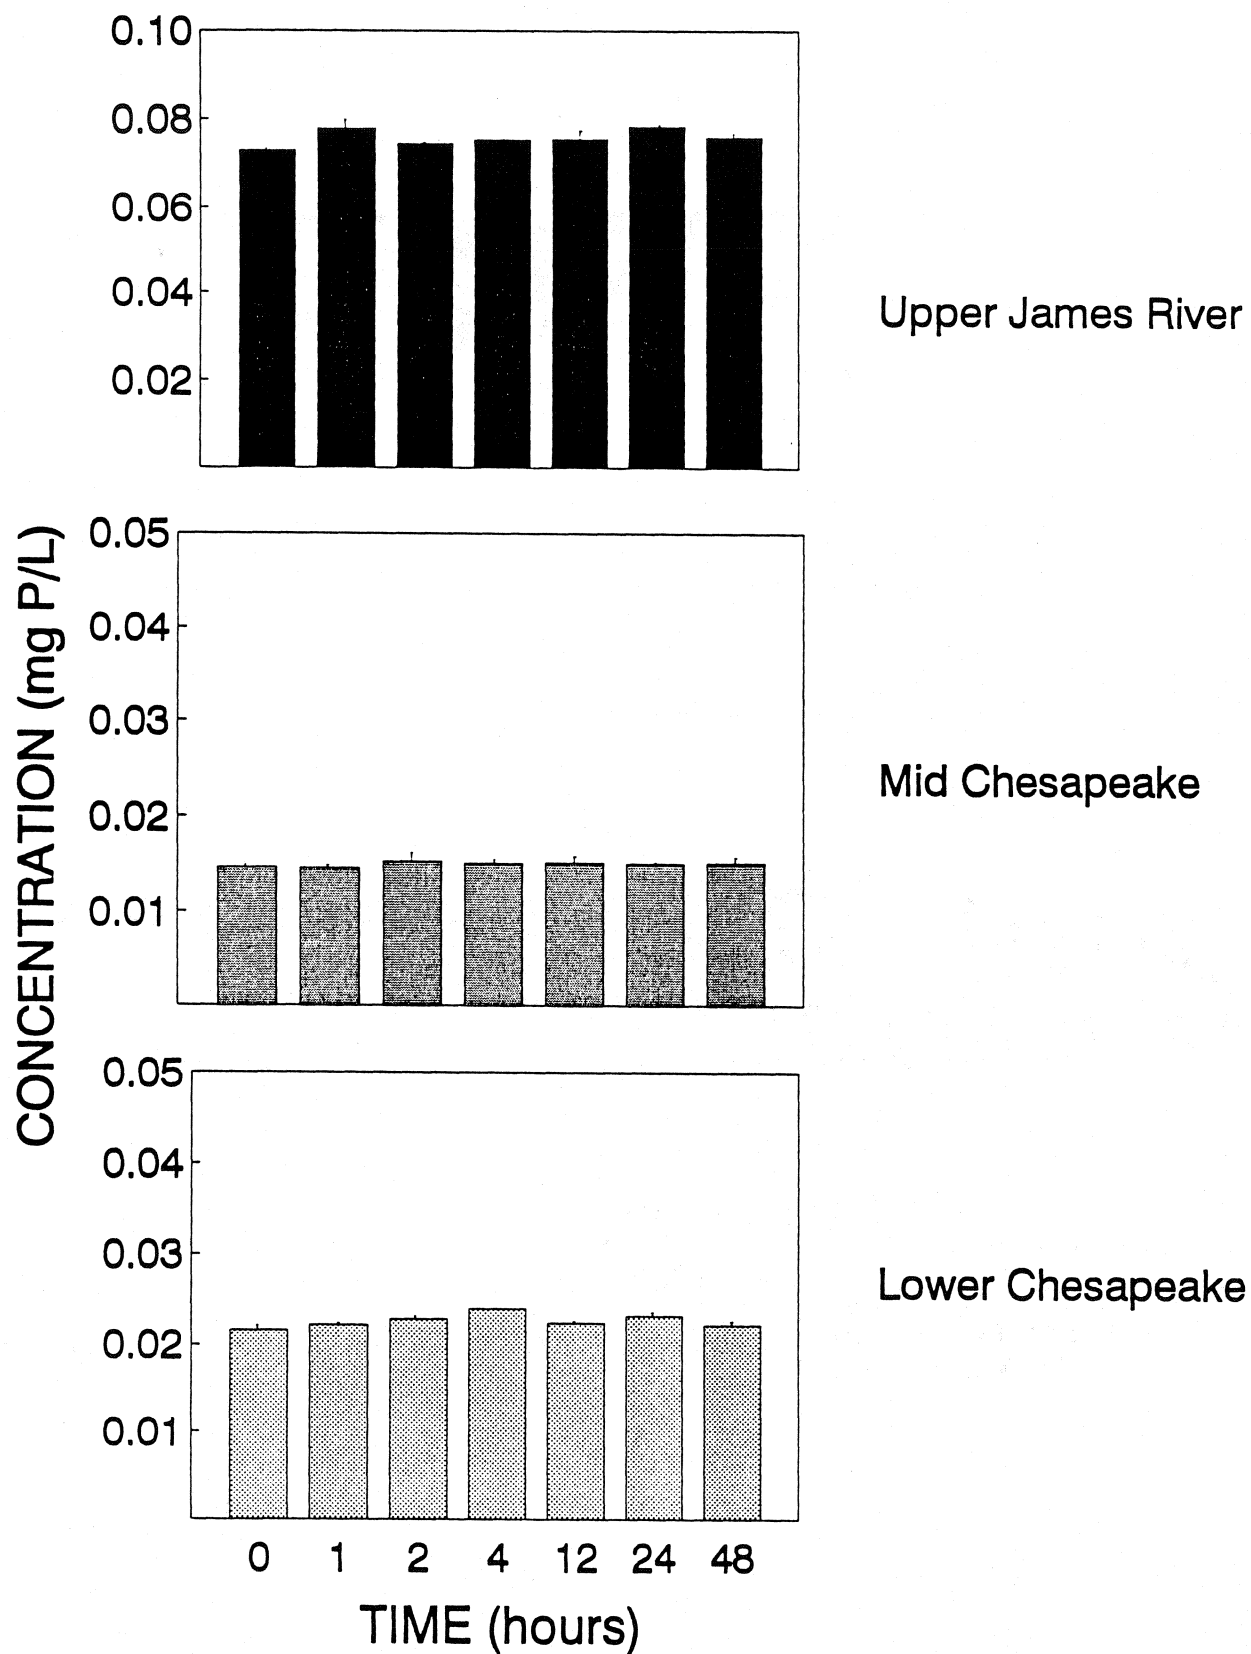 0.10
0.08
0.06
0.04
0.02
Upper James River
CONCENTRATION (mg P/L)
0.05
0.04
0.03
0.02
0.01
Mid Chesapeake
0.05
0.04
0.03
0.02
0.01
Lower Chesapeake
0 1 2 4 12 24 48
TIME (hours)